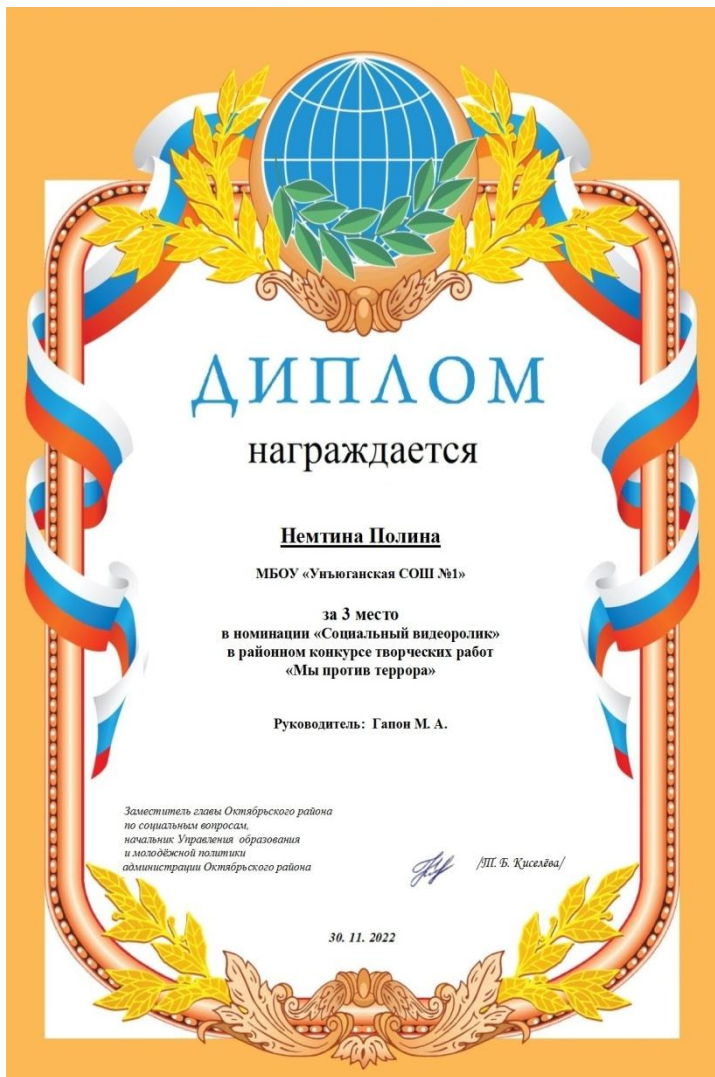 ДИПЛОМ
награждается
Немтина Полина
МБОУ «Унъюганская СОШ №1»
за 3 место
в номинации «Социальный видеоролик»
в районном конкурсе творческих работ
«Мы против террора»
Руководитель: Гапон М. А.
Заместитель главы Октябрьского района
по социальным вопросам,
начальник Управления образования
и молодёжной политики
администрации Октябрьского района
/Т. Б. Киселёва/
30. 11. 2022